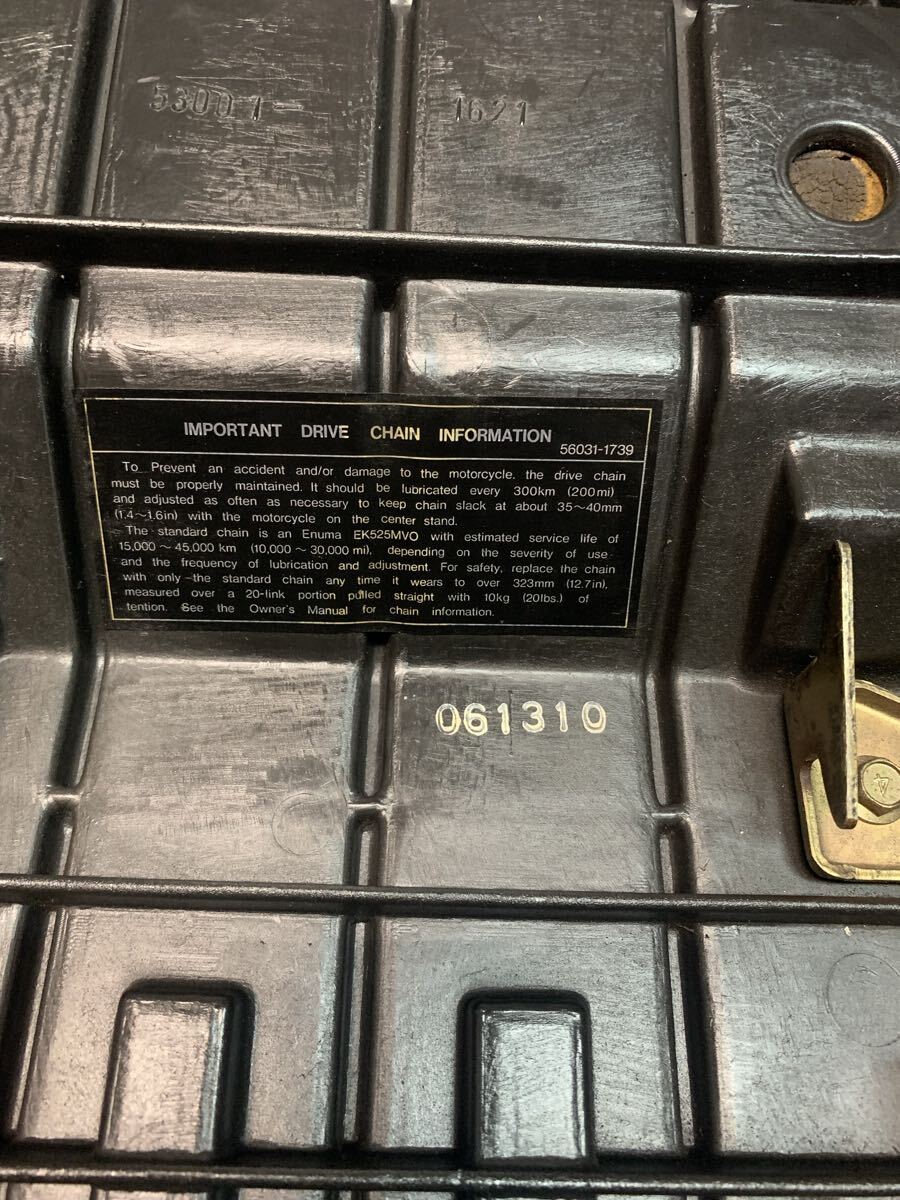 53001-
1621
IMPORTANT DRIVE CHAIN INFORMATION
56031-1739
To Prevent an accident and/or damage to the motorcycle. the drive chain
must be properly maintained. It should be lubricated every 300km (200mi)
and adjusted as often as necessary to keep chain slack at about 35~40mm
(1.4~1.6in) with the motorcycle on the center stand.
The standard chain is an Enuma EK525MVO with estimated service life of
15,000 ~ 45,000 km (10,000 ~ 30,000 mi), depending on the severity of use
and the frequency of lubrication and adjustment. For safety, replace the chain
with only the standard chain any time it wears to over 323mm (12.7in),
measured over a 20-link portion pulled straight with 10kg (20lbs.) of
tention. See the Owner's Manual for chain information.
061310